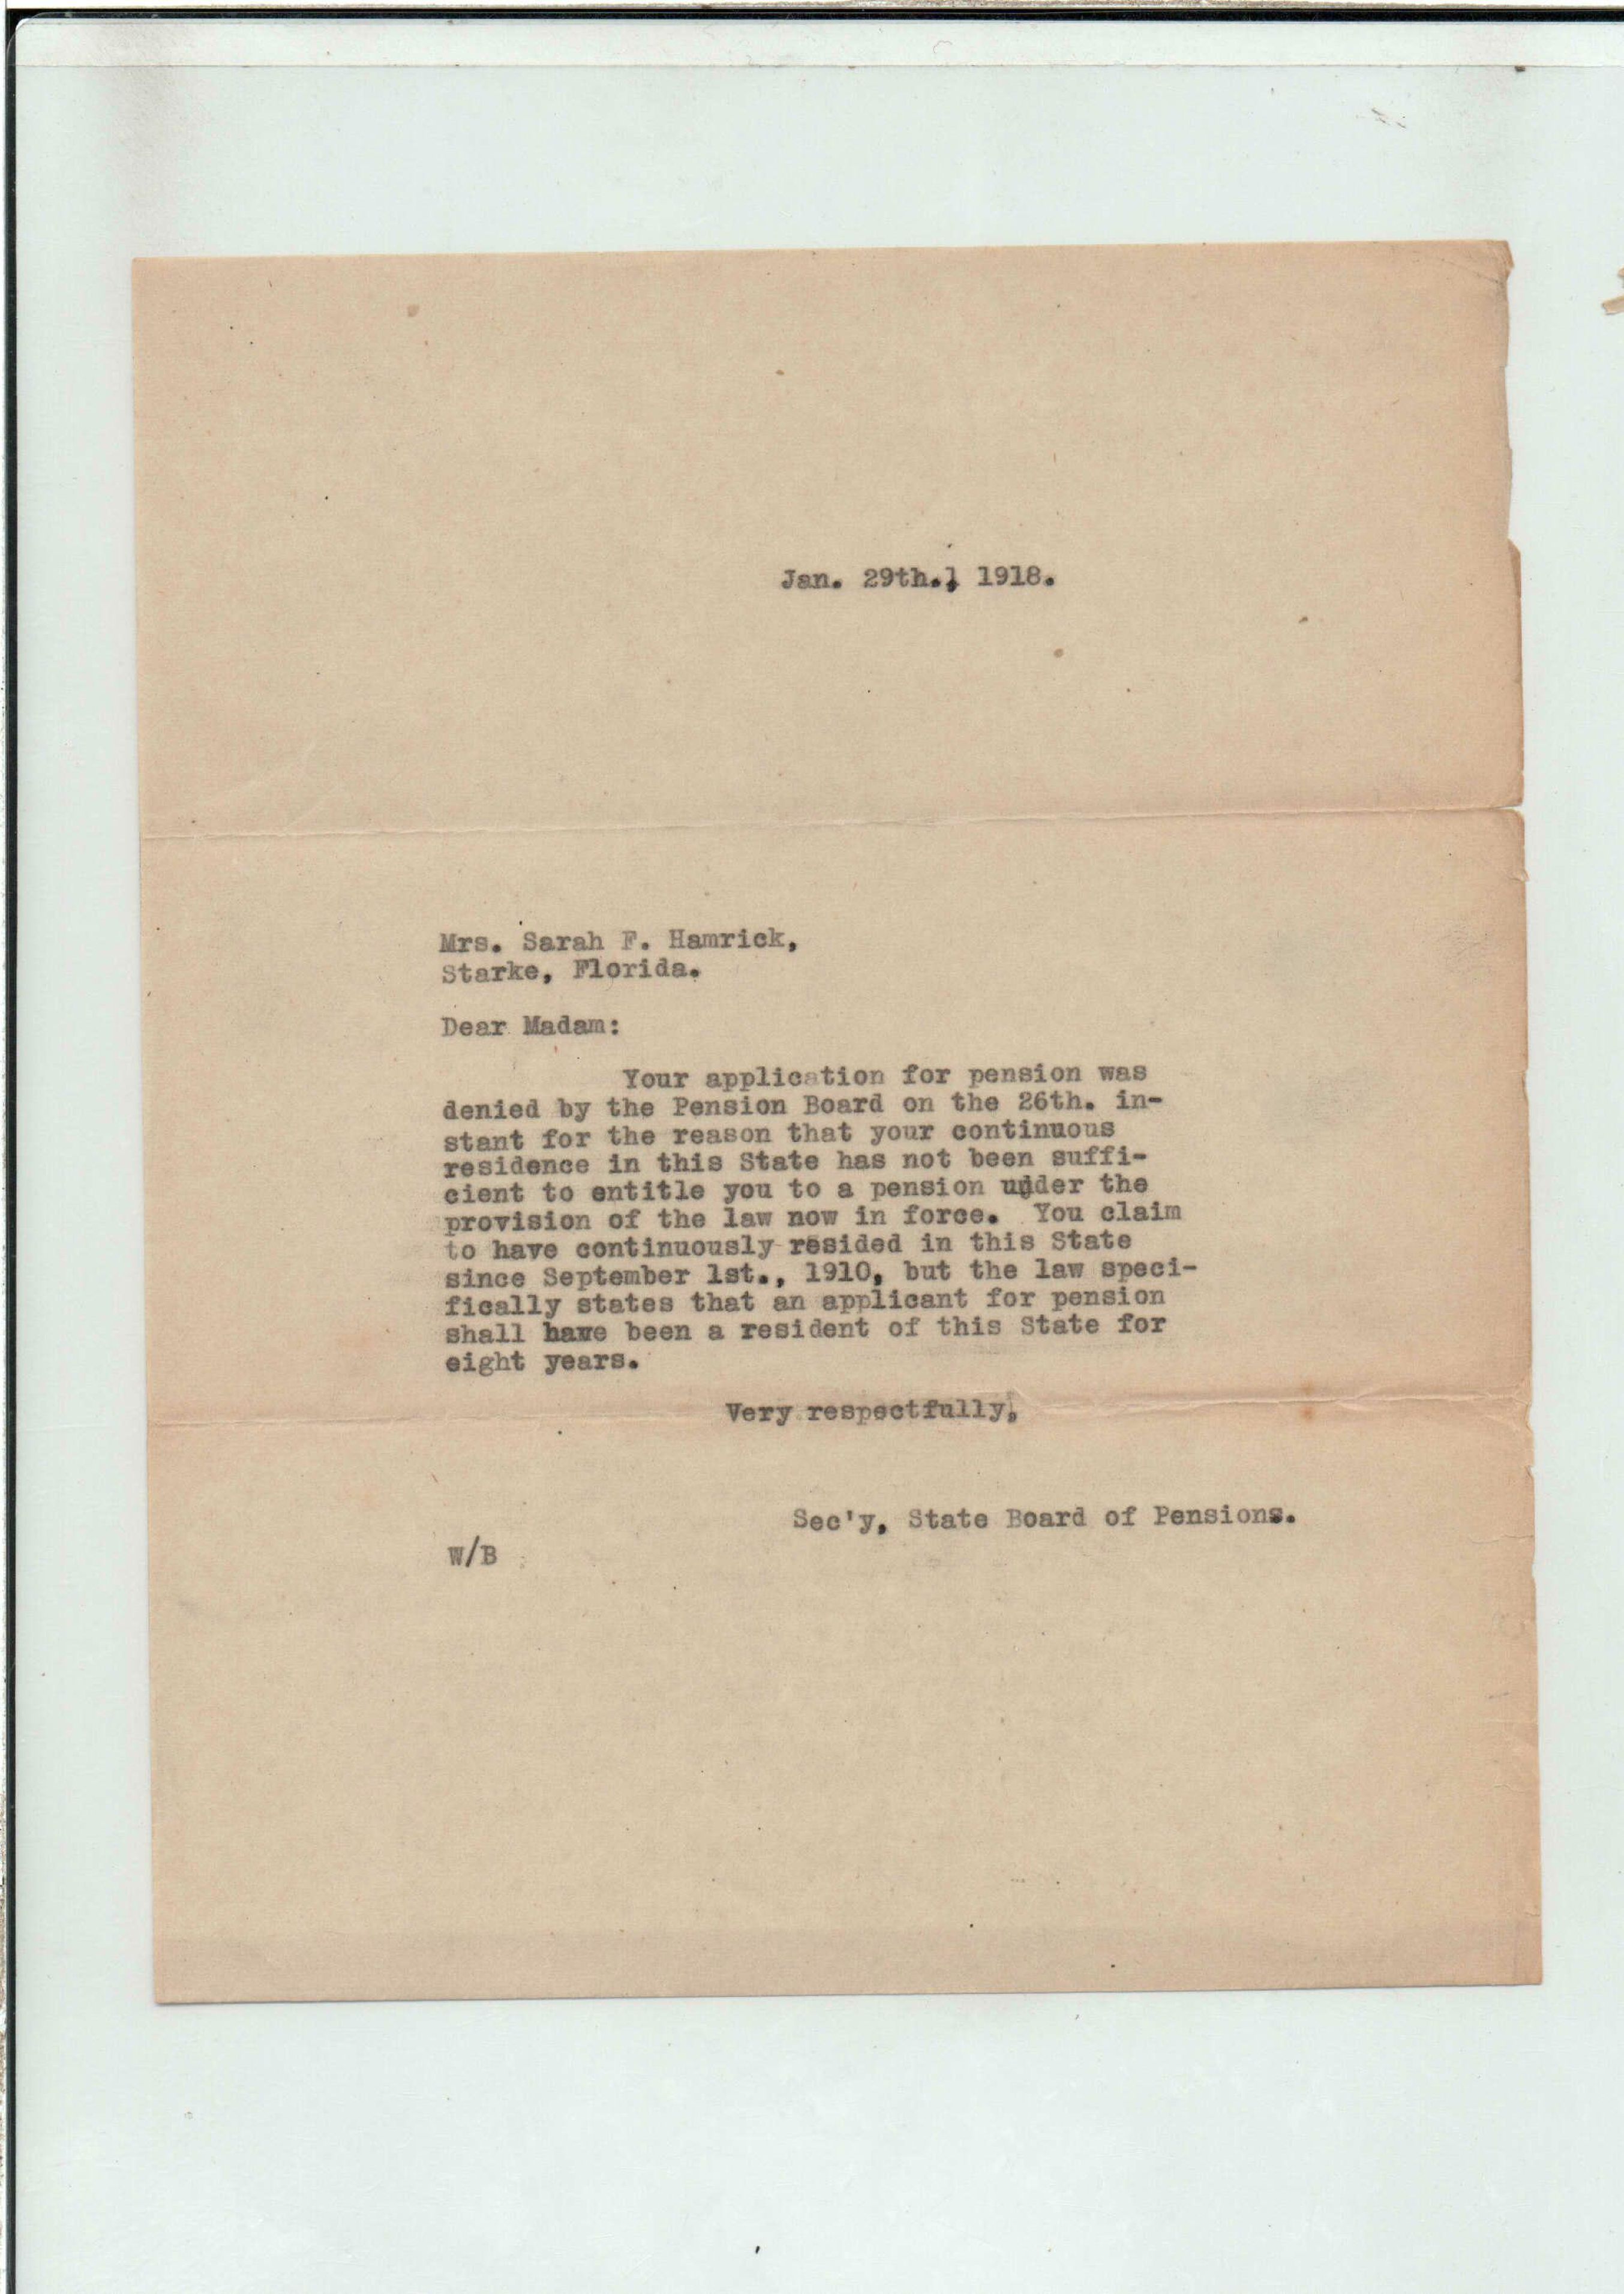 Jan. 29th., 1918.
Mrs. Sarah F. Hamrick,
Starke, Florida.
Dear Madam:
Your application for pension was
denied by the Pension Board on the 26th. in-
stant for the reason that your continuous
residence in this State has not been suffi-
cient to entitle you to a pension under the
provision of the law now in force. You claim
to have continuously resided in this State
since September 1st., 1910, but the law speci-
fically states that an applicant for pension
shall have been a resident of this State for
eight years.
Very respectfully,
Sec'y, State Board of Pensions.
W/B